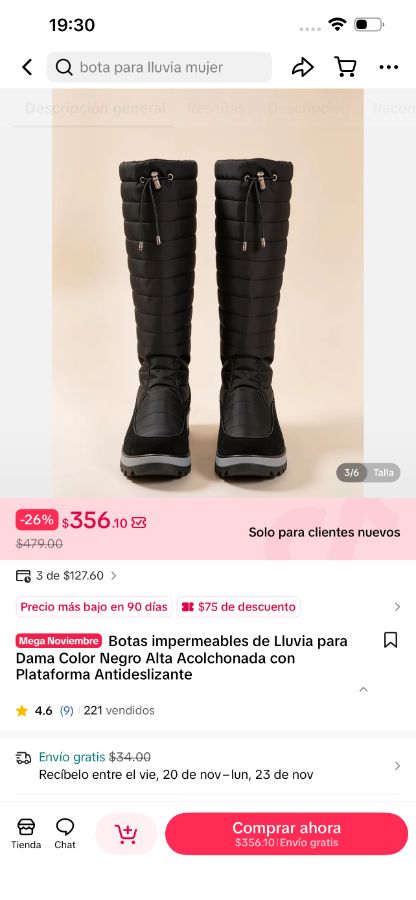 19:30
bota para lluvia mujer
Descripción general Reseñas Descripción Recom
3/6 Talla
-26% $356.10
$479.00
Solo para clientes nuevos
3 de $127.60
Precio más bajo en 90 días $75 de descuento
Mega Noviembre Botas impermeables de Lluvia para
Dama Color Negro Alta Acolchonada con
Plataforma Antideslizante
4.6 (9) 221 vendidos
Envío gratis $34.00
Recíbelo entre el vie, 20 de nov–lun, 23 de nov
Tienda Chat
Comprar ahora
$356.10 | Envío gratis